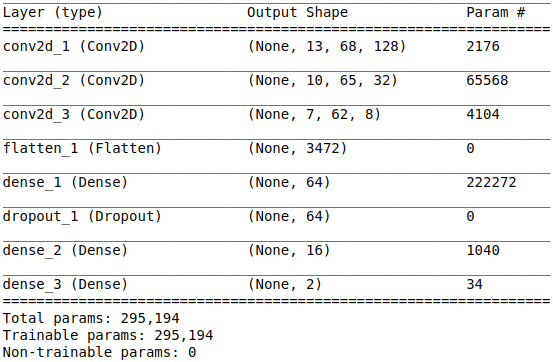 Layer (type) Output Shape Param #
conv2d_1 (Conv2D) (None, 13, 68, 128) 2176
conv2d_2 (Conv2D) (None, 10, 65, 32) 65568
conv2d_3 (Conv2D) (None, 7, 62, 8) 4104
flatten_1 (Flatten) (None, 3472) 0
dense_1 (Dense) (None, 64) 222272
dropout_1 (Dropout) (None, 64) 0
dense_2 (Dense) (None, 16) 1040
dense_3 (Dense) (None, 2) 34
Total params: 295,194
Trainable params: 295,194
Non-trainable params: 0